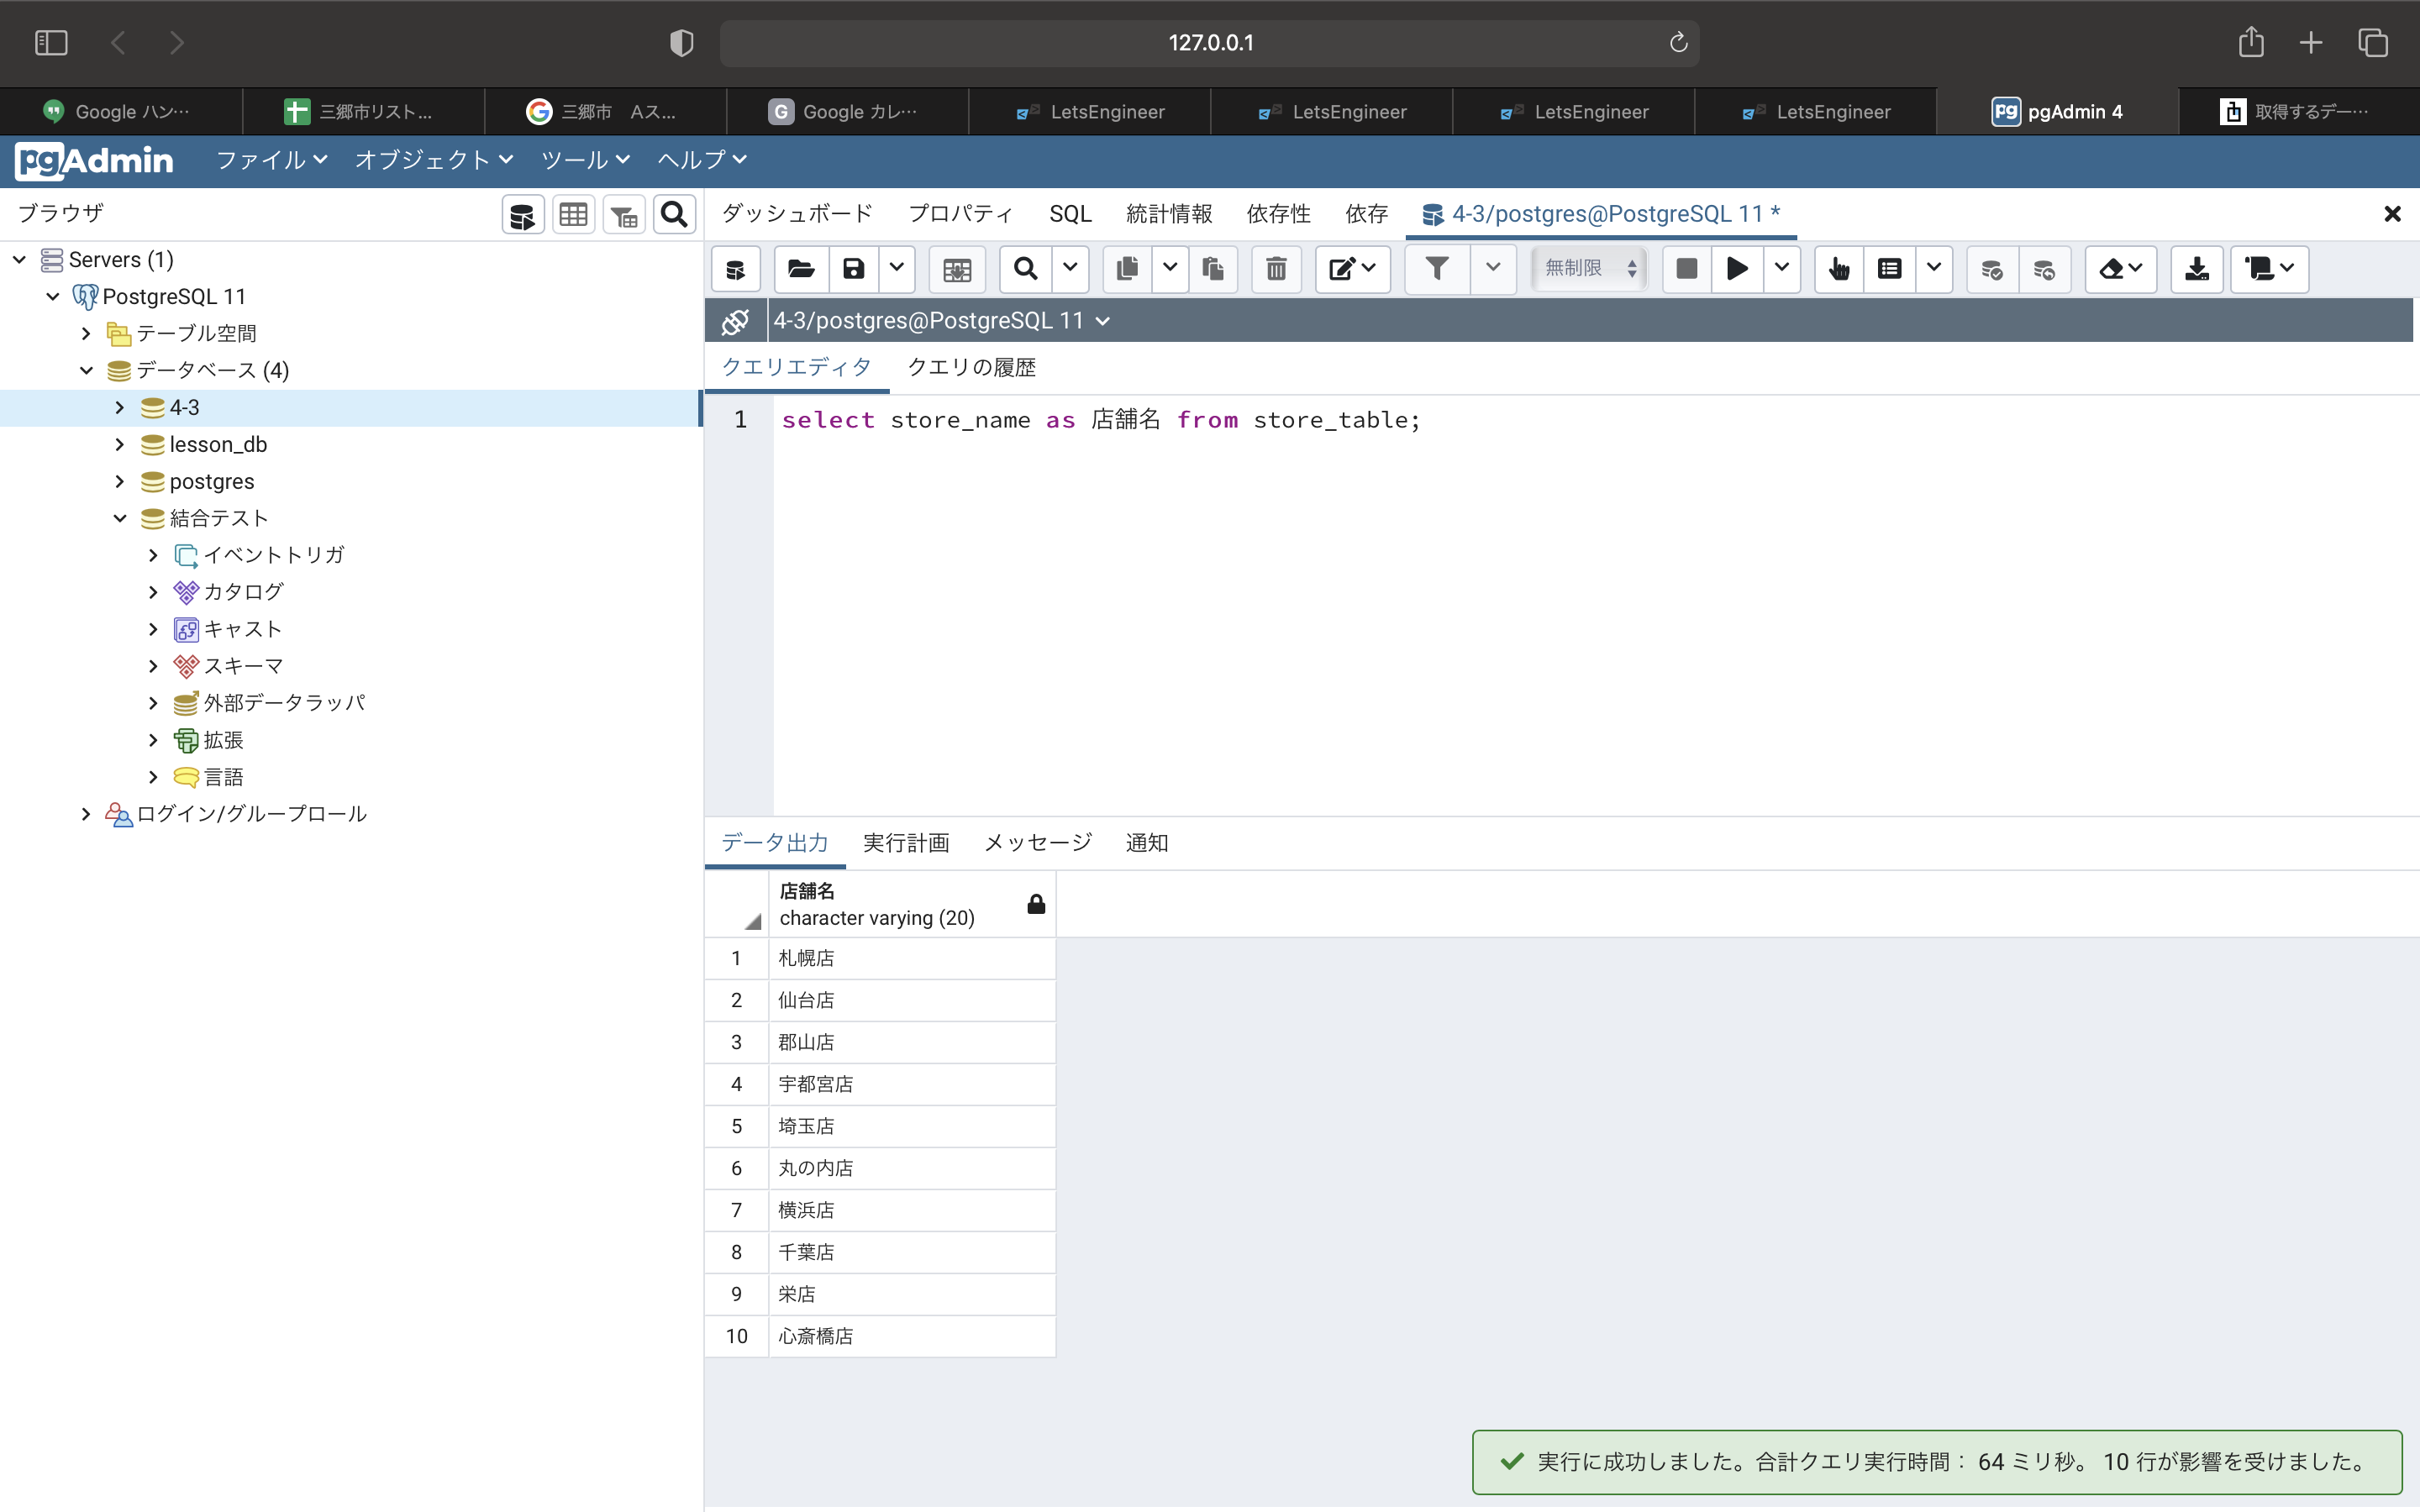 127.0.0.1
Google ハン…
三郷市リスト...
三郷市　Aス...
G Google カレ…
LetsEngineer
LetsEngineer
LetsEngineer
LetsEngineer
pg pgAdmin 4
取得するデー…
pgAdmin ファイル オブジェクト ツール ヘルプ
ブラウザ
ダッシュボード プロパティ SQL 統計情報 依存性 依存 4-3/postgres@PostgreSQL 11 *
Servers (1)
PostgreSQL 11
テーブル空間
データベース (4)
4-3
lesson_db
postgres
結合テスト
イベントトリガ
カタログ
キャスト
スキーマ
外部データラッパ
拡張
言語
ログイン/グループロール
無制限
4-3/postgres@PostgreSQL 11
クエリエディタ クエリの履歴
1 select store_name as 店舗名 from store_table;
データ出力 実行計画 メッセージ 通知
店舗名
character varying (20)
1 札幌店
2 仙台店
3 郡山店
4 宇都宮店
5 埼玉店
6 丸の内店
7 横浜店
8 千葉店
9 栄店
10 心斎橋店
実行に成功しました。合計クエリ実行時間： 64 ミリ秒。 10 行が影響を受けました。